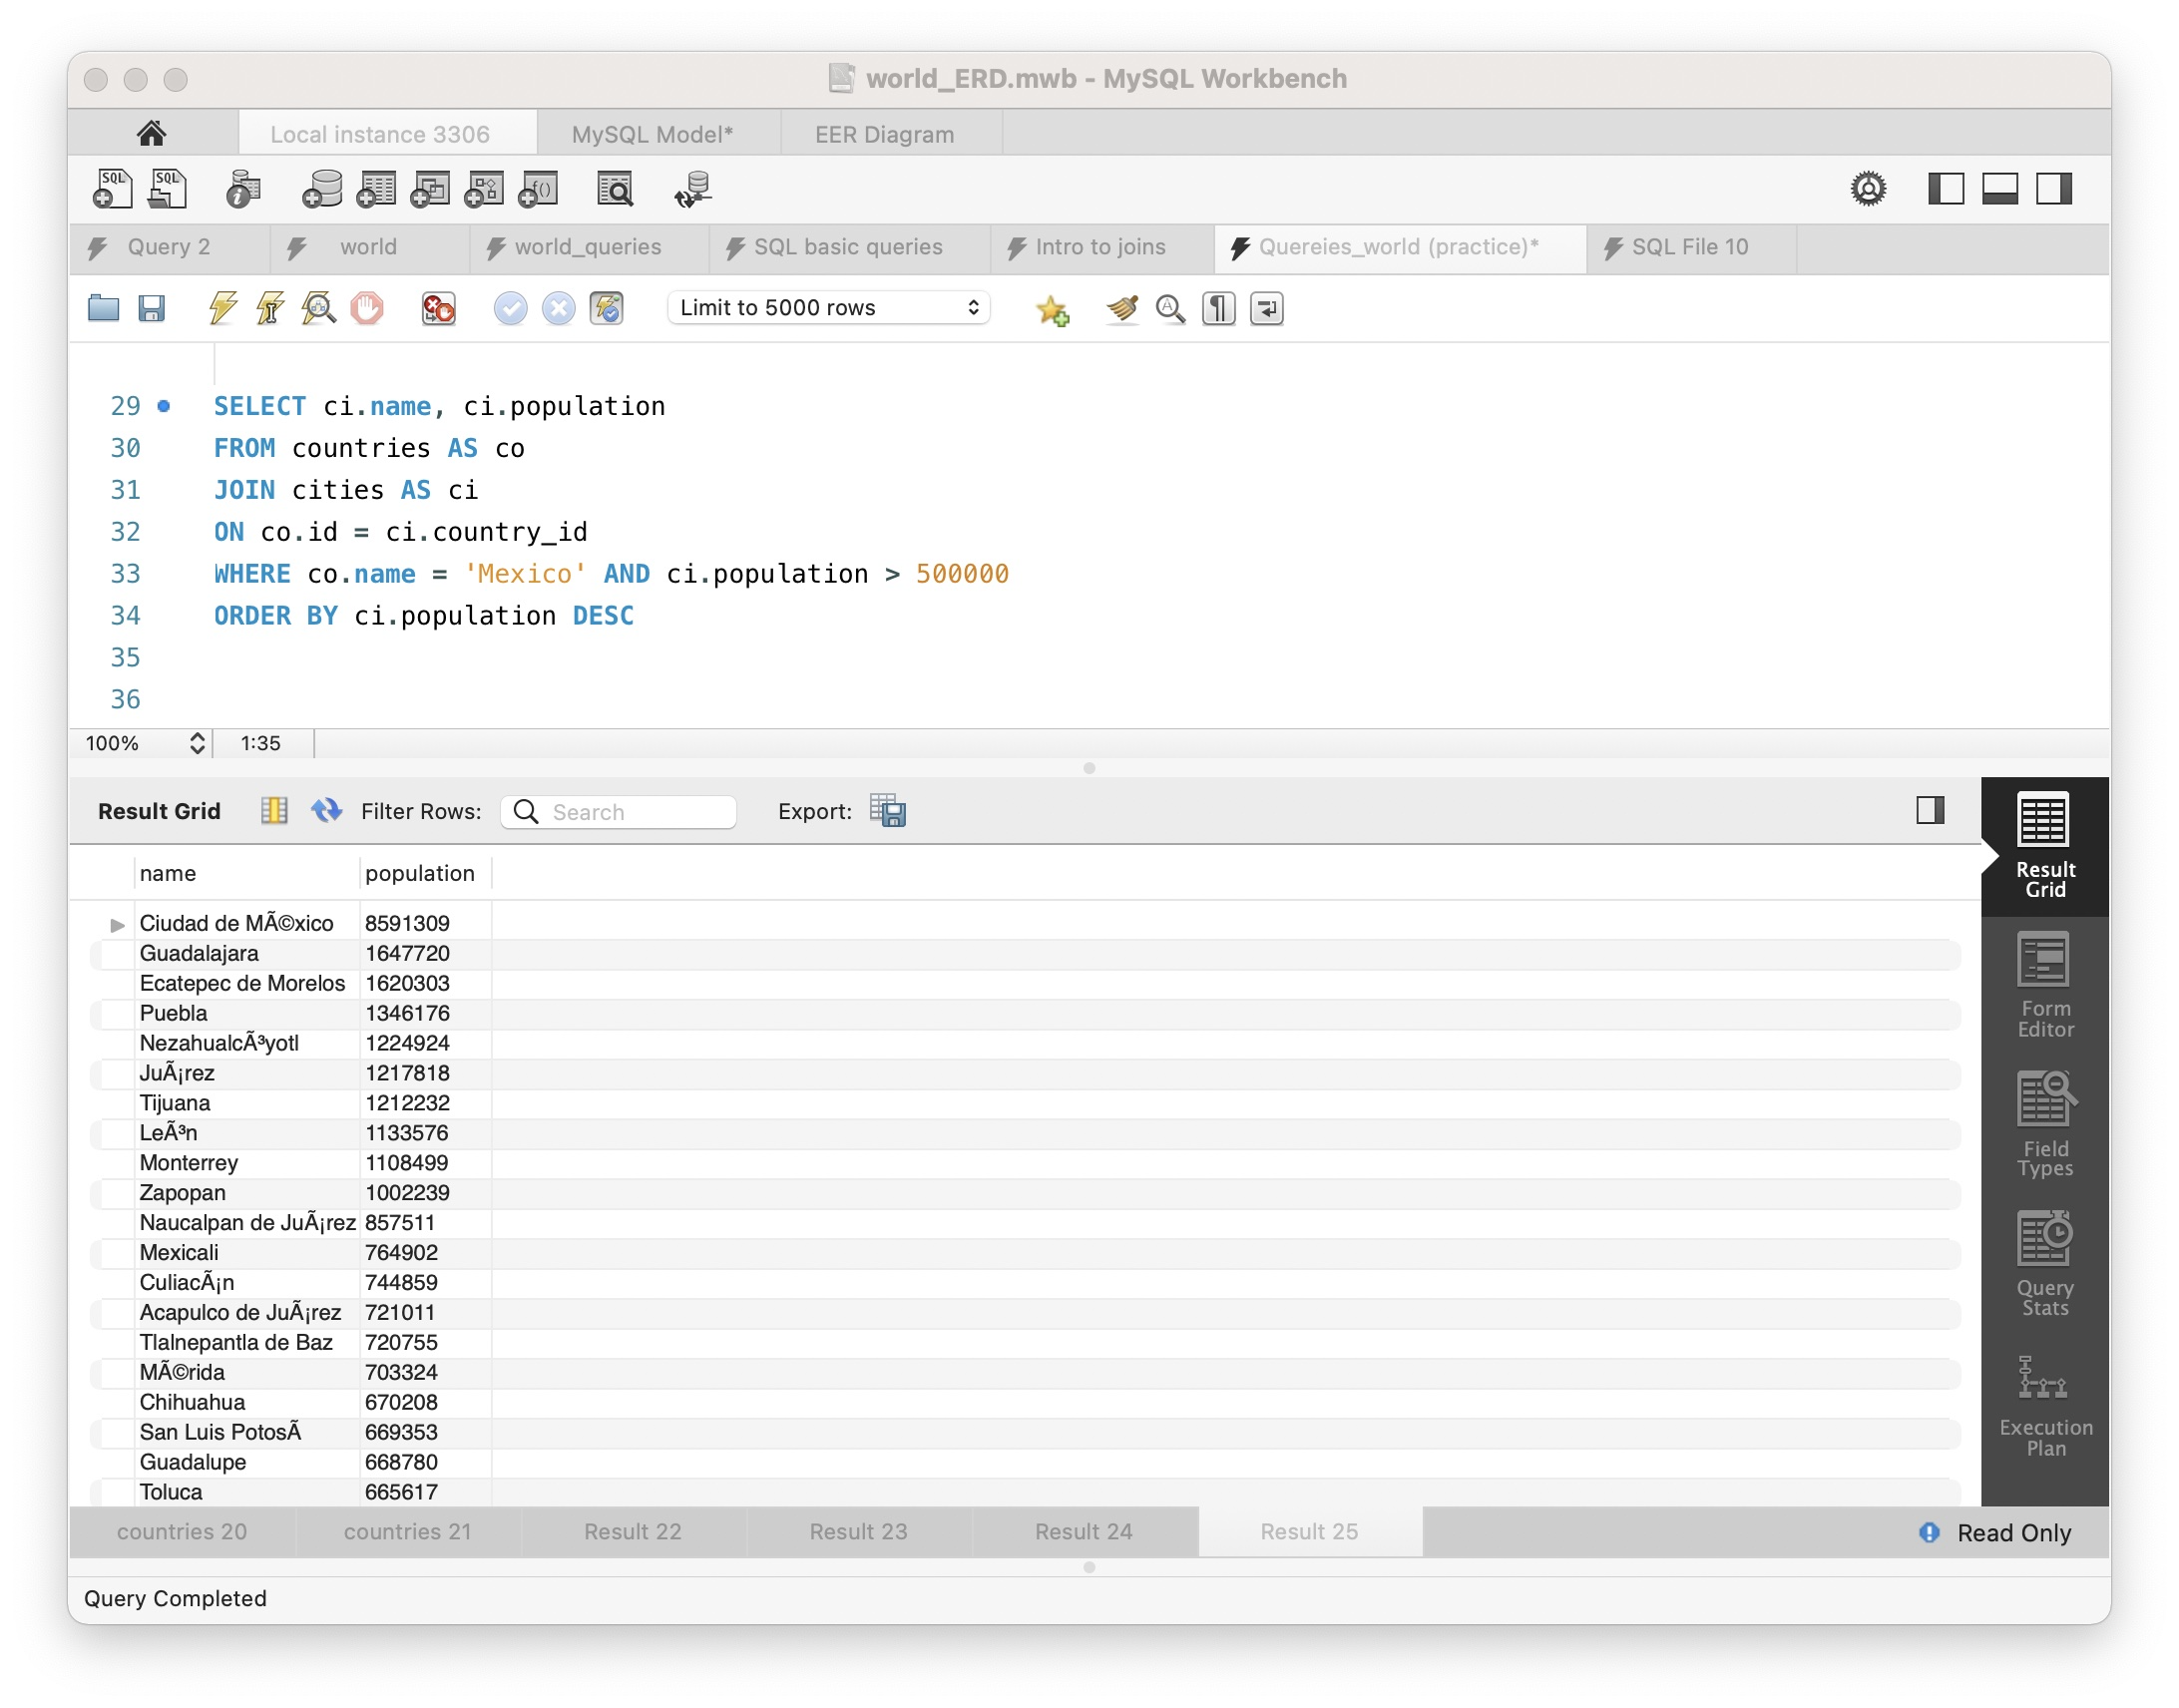 world_ERD.mwb - MySQL Workbench
Local instance 3306 MySQL Model* EER Diagram
SQL SQL i f()
Query 2 world world_queries SQL basic queries Intro to joins Quereies_world (practice)* SQL File 10
Limit to 5000 rows
29 SELECT ci.name, ci.population
30 FROM countries AS co
31 JOIN cities AS ci
32 ON co.id = ci.country_id
33 WHERE co.name = 'Mexico' AND ci.population > 500000
34 ORDER BY ci.population DESC
35
36
100% 1:35
Result Grid Filter Rows: Search Export:
name population
Ciudad de MÃ©xico 8591309
Guadalajara 1647720
Ecatepec de Morelos 1620303
Puebla 1346176
NezahualcÃ³yotl 1224924
JuÃ¡rez 1217818
Tijuana 1212232
LeÃ³n 1133576
Monterrey 1108499
Zapopan 1002239
Naucalpan de JuÃ¡rez 857511
Mexicali 764902
CuliacÃ¡n 744859
Acapulco de JuÃ¡rez 721011
Tlalnepantla de Baz 720755
MÃ©rida 703324
Chihuahua 670208
San Luis PotosÃ 669353
Guadalupe 668780
Toluca 665617
Result
Grid
Form
Editor
Field
Types
Query
Stats
Execution
Plan
countries 20 countries 21 Result 22 Result 23 Result 24 Result 25 Read Only
Query Completed